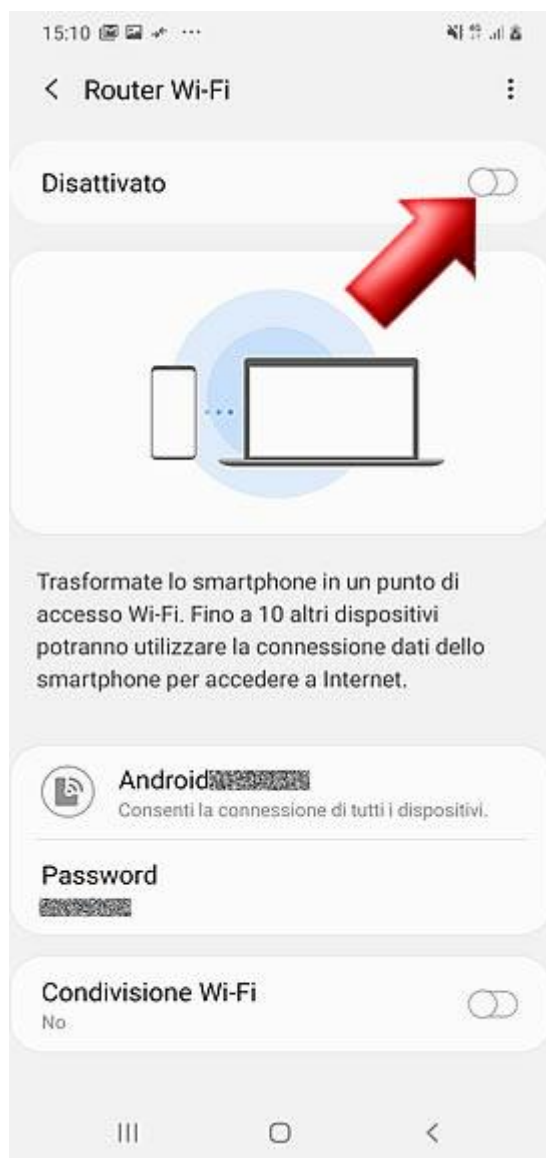 15:10
Router Wi-Fi
Disattivato
Trasformate lo smartphone in un punto di
accesso Wi-Fi. Fino a 10 altri dispositivi
potranno utilizzare la connessione dati dello
smartphone per accedere a Internet.
Android
Consenti la connessione di tutti i dispositivi.
Password
Condivisione Wi-Fi
No